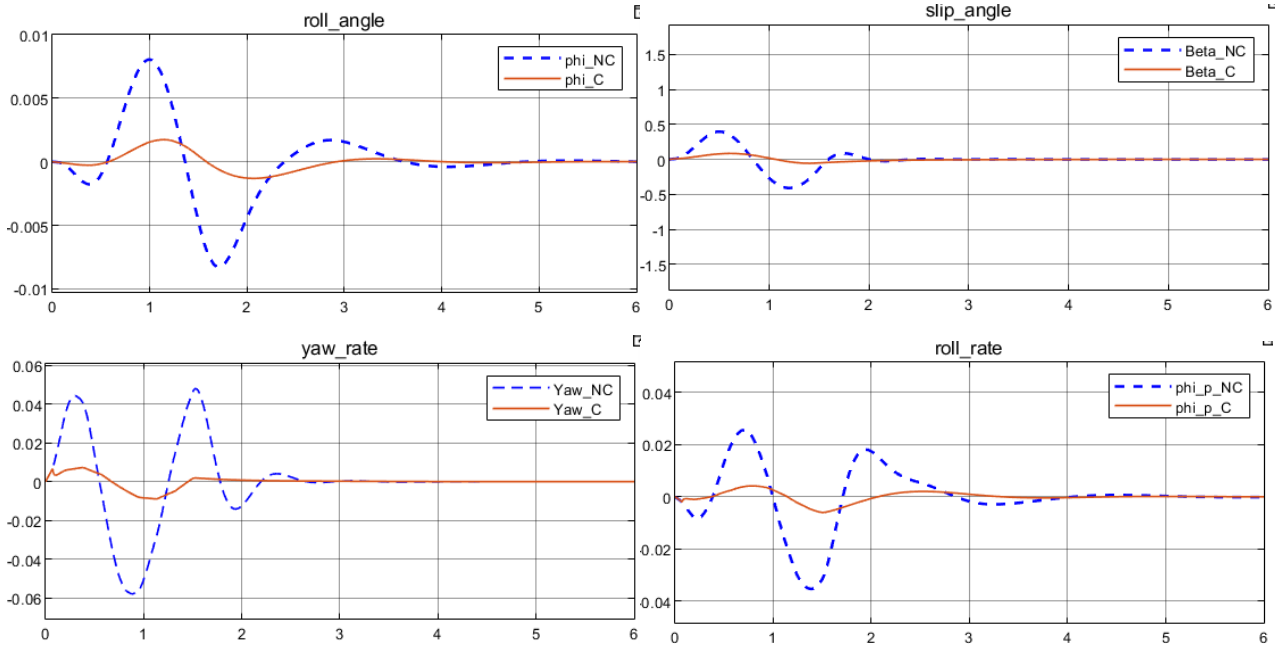 roll_angle
0.01
0.005
0
-0.005
-0.01
0 1 2 3 4 5 6
phi_NC
phi_C
slip_angle
1.5
1
0.5
0
-0.5
-1
-1.5
0 1 2 3 4 5 6
Beta_NC
Beta_C
yaw_rate
0.06
0.04
0.02
0
-0.02
-0.04
-0.06
0 1 2 3 4 5 6
Yaw_NC
Yaw_C
roll_rate
0.04
0.02
0
-0.02
-0.04
0 1 2 3 4 5 6
phi_p_NC
phi_p_C